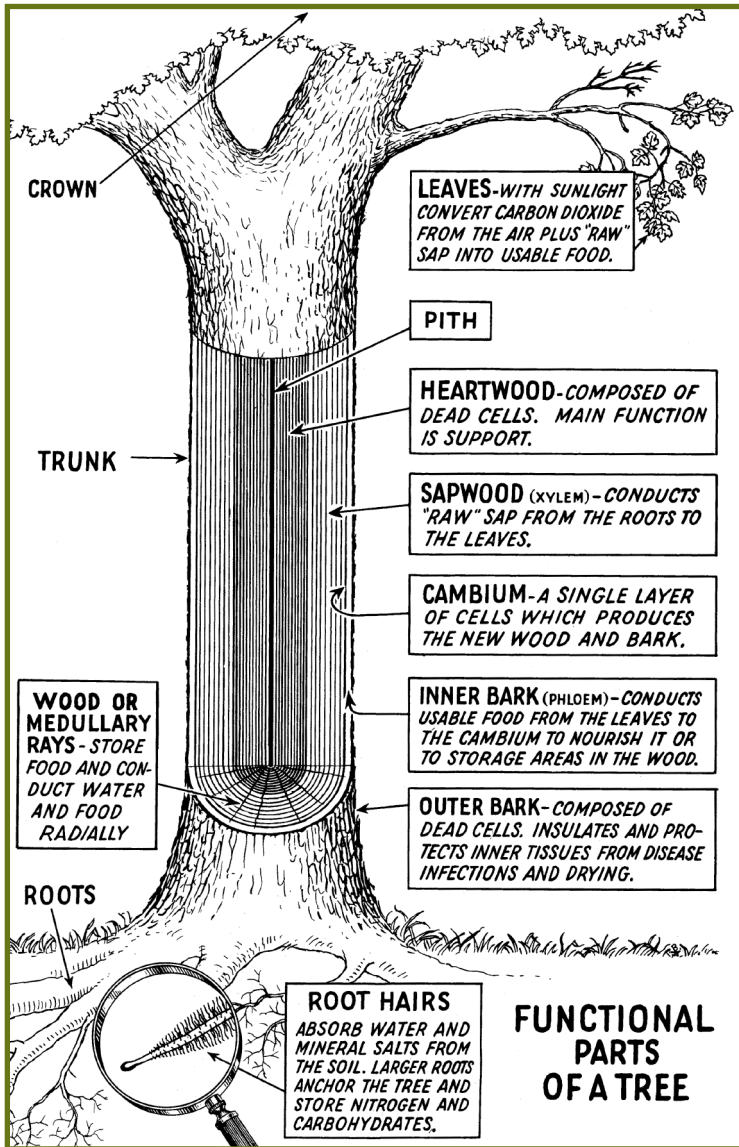 CROWN
LEAVES-WITH SUNLIGHT
CONVERT CARBON DIOXIDE
FROM THE AIR PLUS "RAW"
SAP INTO USABLE FOOD.
PITH
HEARTWOOD-COMPOSED OF
DEAD CELLS. MAIN FUNCTION
IS SUPPORT.
TRUNK
SAPWOOD (XYLEM)-CONDUCTS
"RAW" SAP FROM THE ROOTS TO
THE LEAVES.
CAMBIUM-A SINGLE LAYER
OF CELLS WHICH PRODUCES
THE NEW WOOD AND BARK.
WOOD OR
MEDULLARY
RAYS-STORE
FOOD AND CON-
DUCT WATER
AND FOOD
RADIALLY
INNER BARK (PHLOEM)-CONDUCTS
USABLE FOOD FROM THE LEAVES TO
THE CAMBIUM TO NOURISH IT OR
TO STORAGE AREAS IN THE WOOD.
OUTER BARK-COMPOSED OF
DEAD CELLS. INSULATES AND PRO-
TECTS INNER TISSUES FROM DISEASE
INFECTIONS AND DRYING.
ROOTS
ROOT HAIRS
ABSORB WATER AND
MINERAL SALTS FROM
THE SOIL. LARGER ROOTS
ANCHOR THE TREE AND
STORE NITROGEN AND
CARBOHYDRATES.
FUNCTIONAL
PARTS
OF A TREE